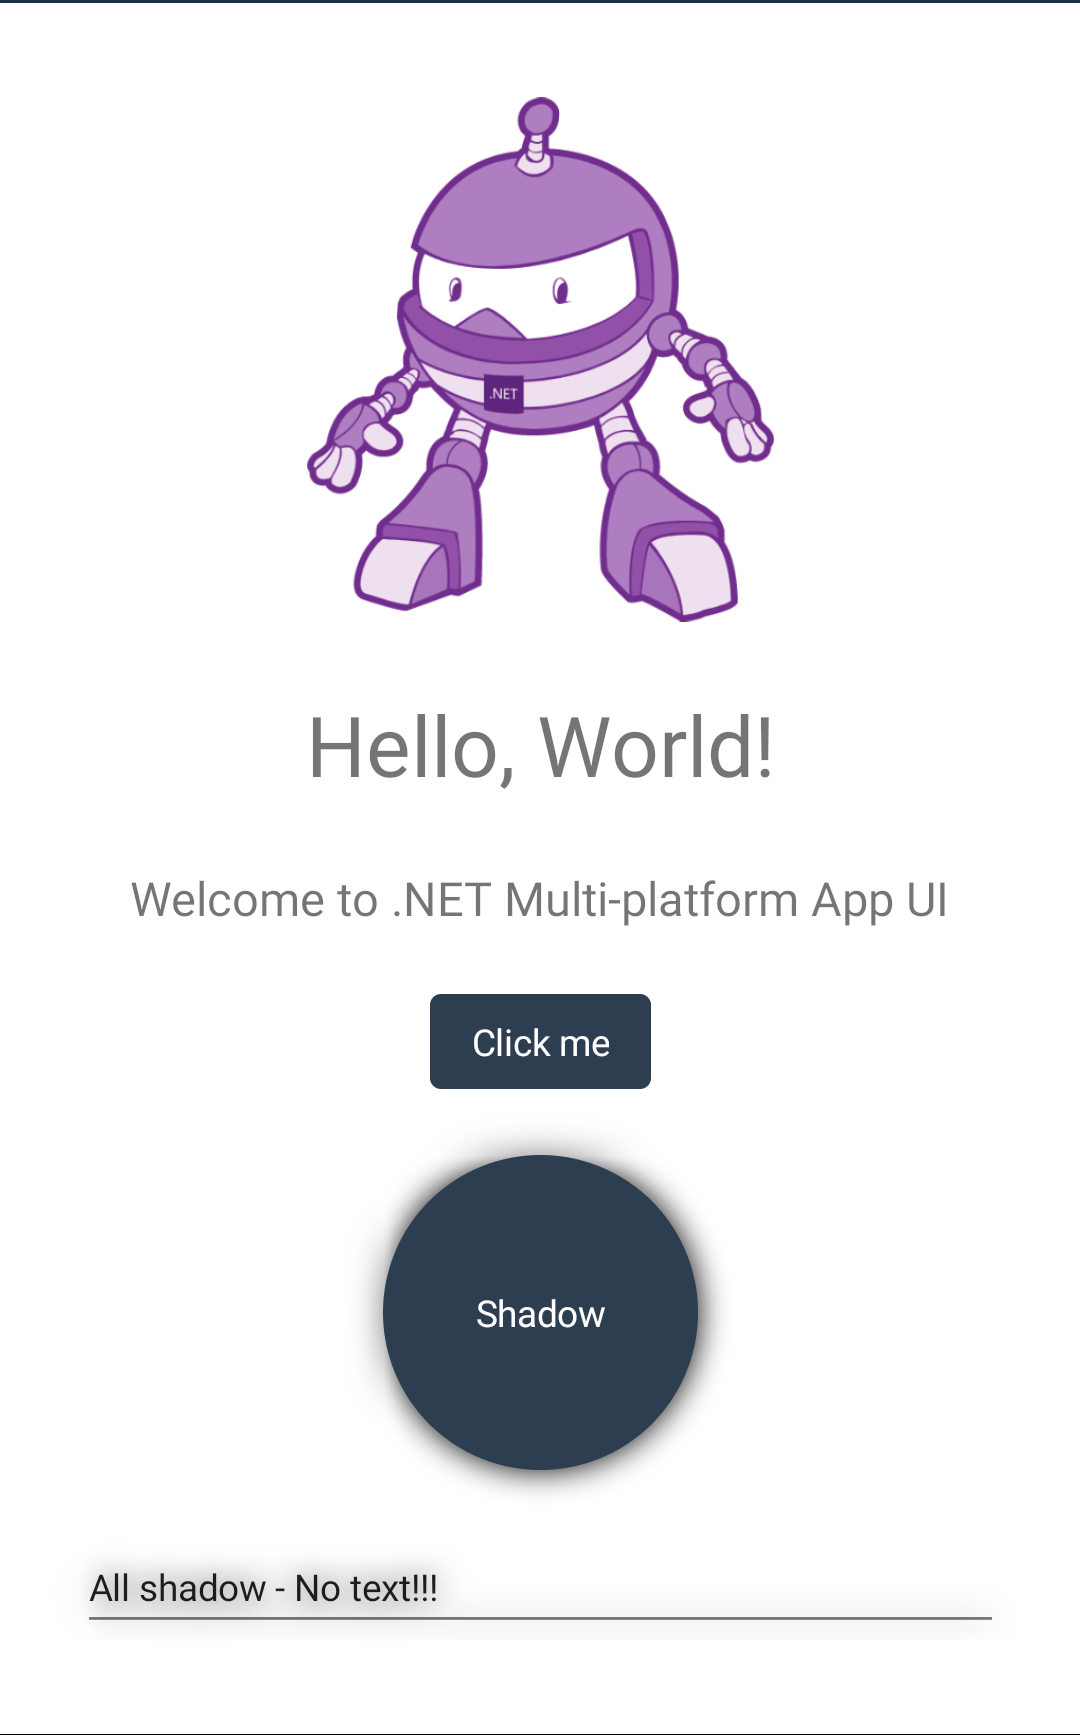 .NET
Hello, World!
Welcome to .NET Multi-platform App UI
Click me
Shadow
All shadow - No text!!!